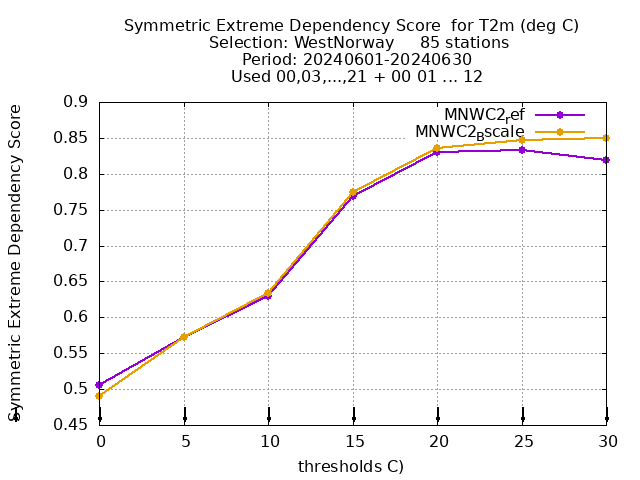 Symmetric Extreme Dependency Score  for T2m (deg C)
Selection: WestNorway     85 stations
Period: 20240601-20240630
Used 00,03,...,21 + 00 01 ... 12
Symmetric Extreme Dependency Score
MNWC2ref
MNWC2Bscale
0.9
0.85
0.8
0.75
0.7
0.65
0.6
0.55
0.5
0.45
0 5 10 15 20 25 30
thresholds C)